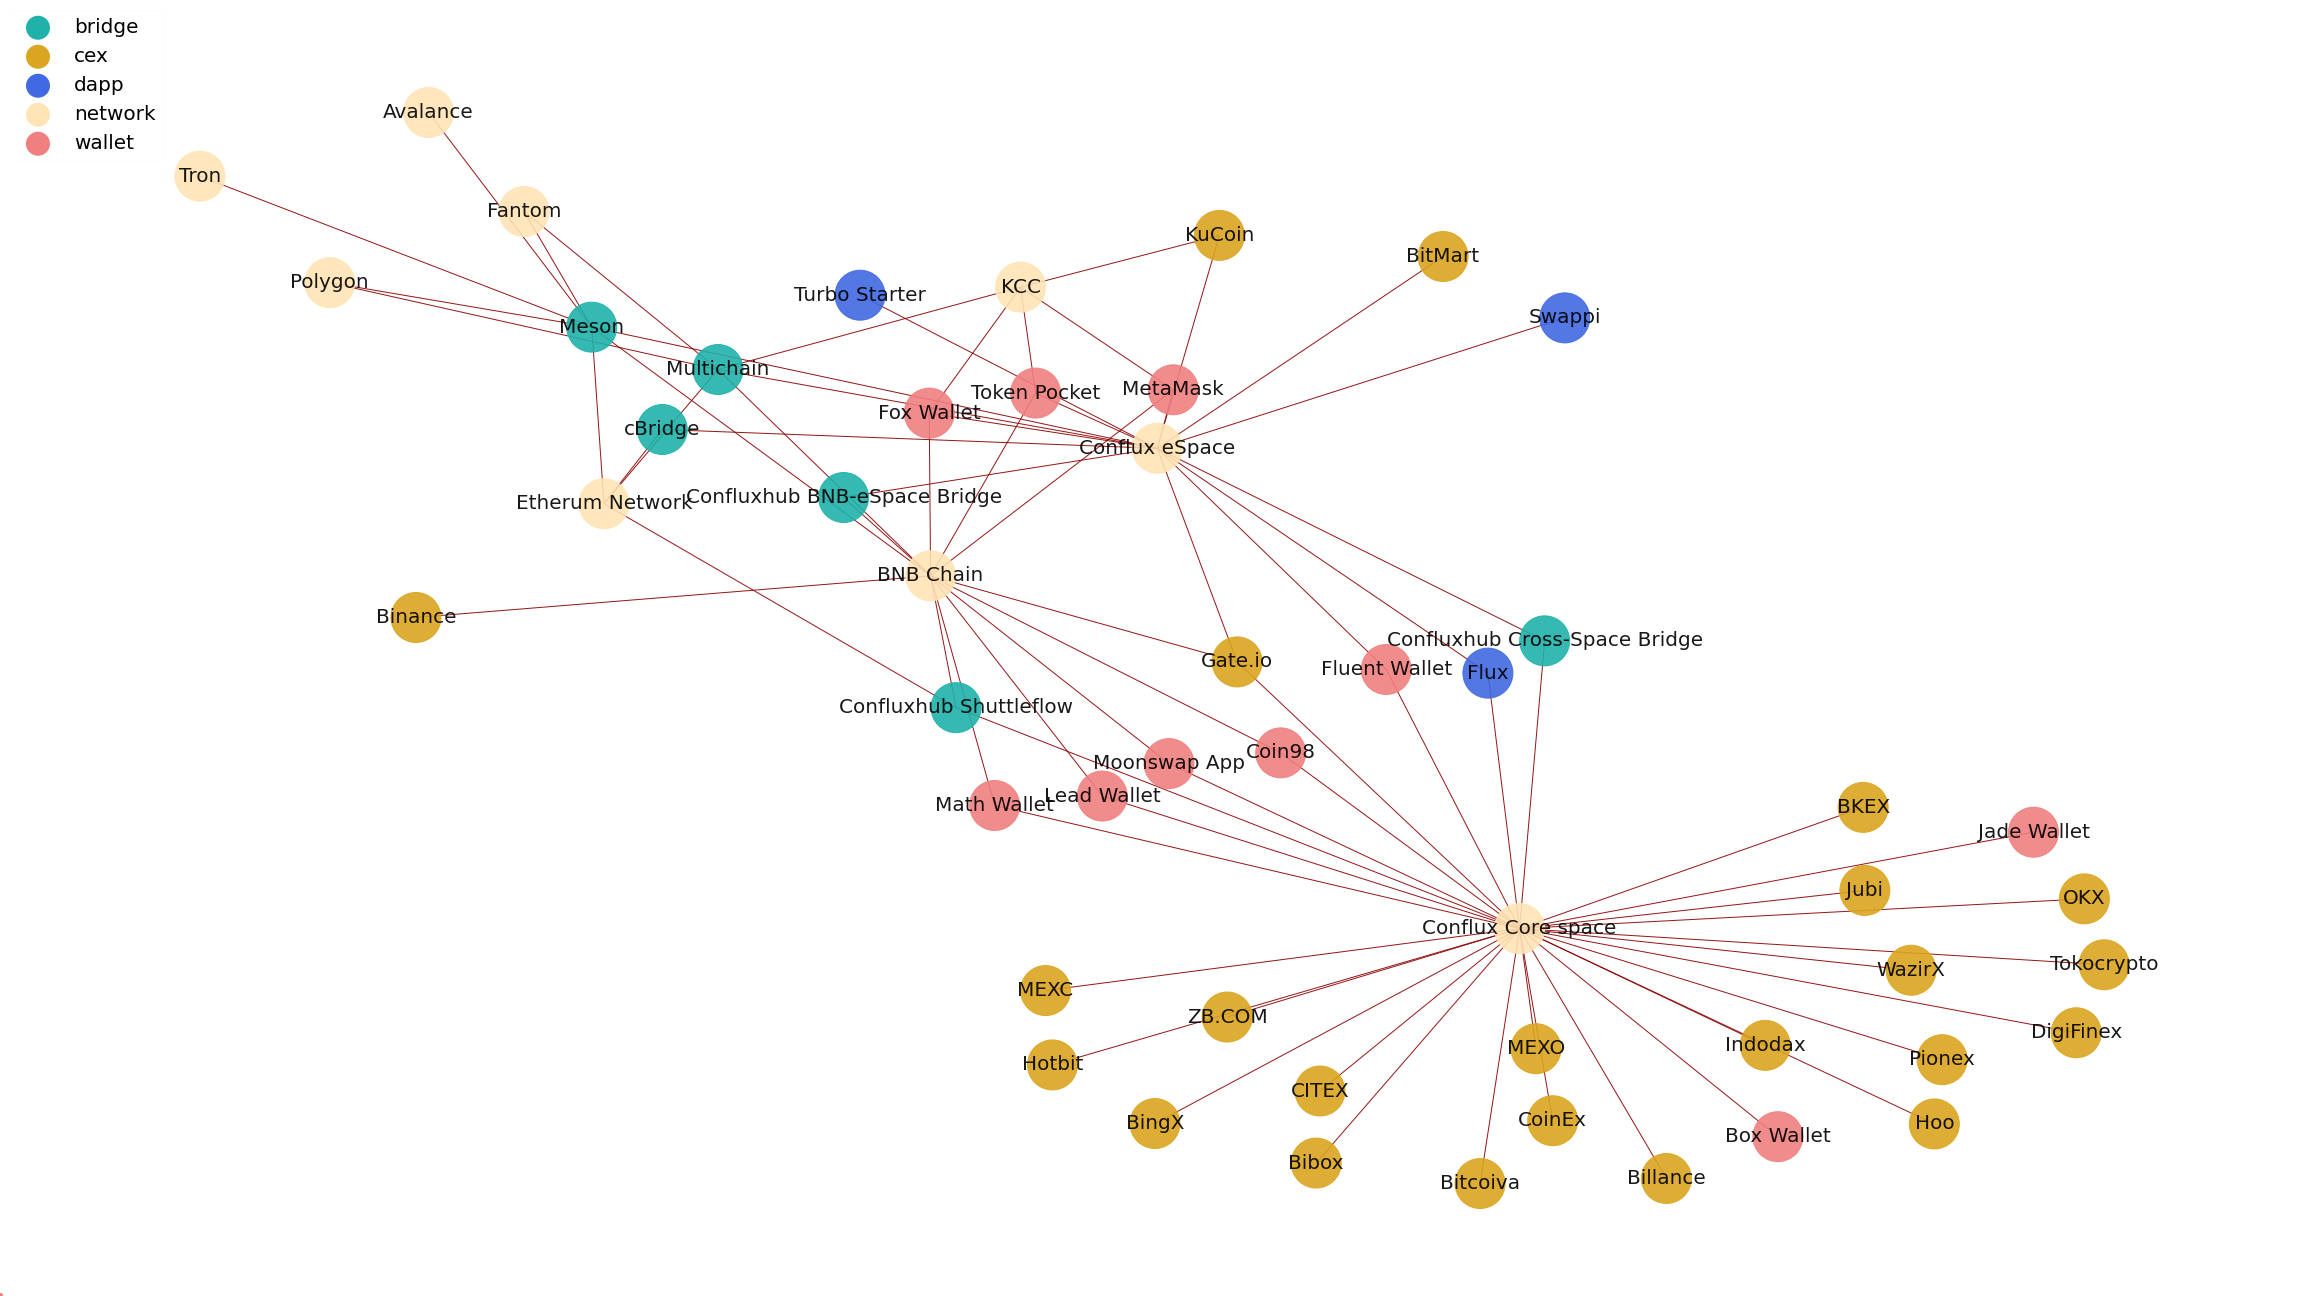 bridge
cex
dapp
network
wallet
Avalance
Tron
Fantom
KuCoin
BitMart
Polygon
KCC
Turbo Starter
Swappi
Meson
Multichain
MetaMask
Token Pocket
Fox Wallet
cBridge
Conflux eSpace
Etherum Network
Confluxhub BNB-eSpace Bridge
BNB Chain
Binance
Confluxhub Cross-Space Bridge
Gate.io
Fluent Wallet
Flux
Confluxhub Shuttleflow
Coin98
Moonswap App
Lead Wallet
Math Wallet
BKEX
Jade Wallet
Jubi
OKX
Conflux Core space
Tokocrypto
WazirX
MEXC
ZB.COM
DigiFinex
Indodax
MEXO
Pionex
Hotbit
CITEX
CoinEx
BingX
Hoo
Box Wallet
Bibox
Billance
Bitcoiva